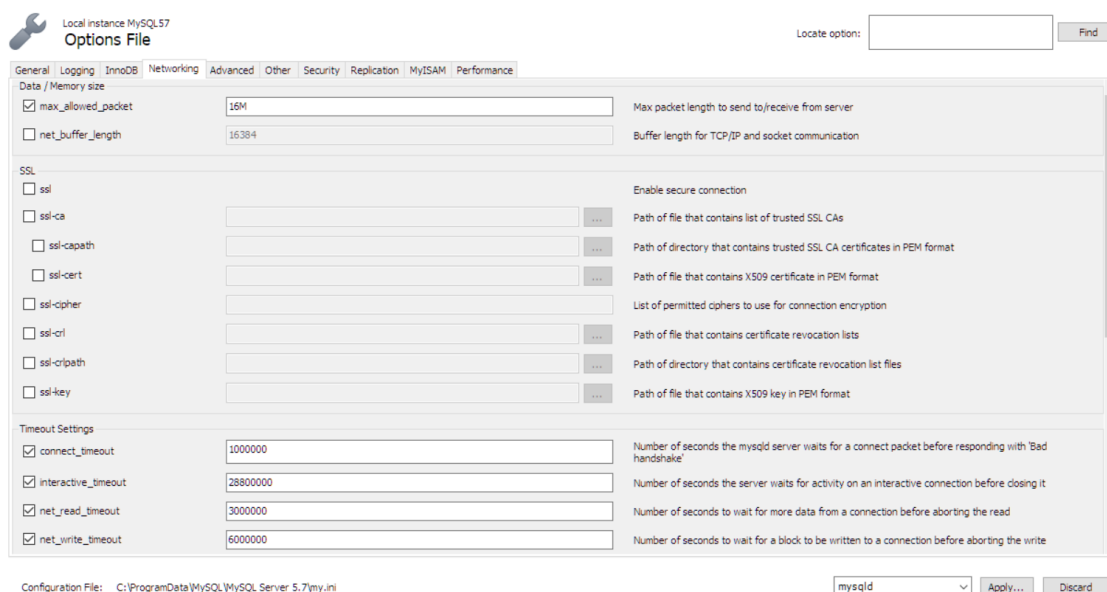 Local instance MySQL57
Options File
Locate option:
Find
General Logging InnoDB Networking Advanced Other Security Replication MyISAM Performance
Data / Memory size
max_allowed_packet 16M Max packet length to send to/receive from server
net_buffer_length 16384 Buffer length for TCP/IP and socket communication
SSL
ssl Enable secure connection
ssl-ca ... Path of file that contains list of trusted SSL CAs
ssl-capath ... Path of directory that contains trusted SSL CA certificates in PEM format
ssl-cert ... Path of file that contains X509 certificate in PEM format
ssl-cipher List of permitted ciphers to use for connection encryption
ssl-crl ... Path of file that contains certificate revocation lists
ssl-crlpath ... Path of directory that contains certificate revocation list files
ssl-key ... Path of file that contains X509 key in PEM format
Timeout Settings
connect_timeout 1000000 Number of seconds the mysqld server waits for a connect packet before responding with 'Bad
handshake'
interactive_timeout 28800000 Number of seconds the server waits for activity on an interactive connection before closing it
net_read_timeout 3000000 Number of seconds to wait for more data from a connection before aborting the read
net_write_timeout 6000000 Number of seconds to wait for a block to be written to a connection before aborting the write
Configuration File: C:\ProgramData\MySQL\MySQL Server 5.7\my.ini
mysqld
Apply...
Discard